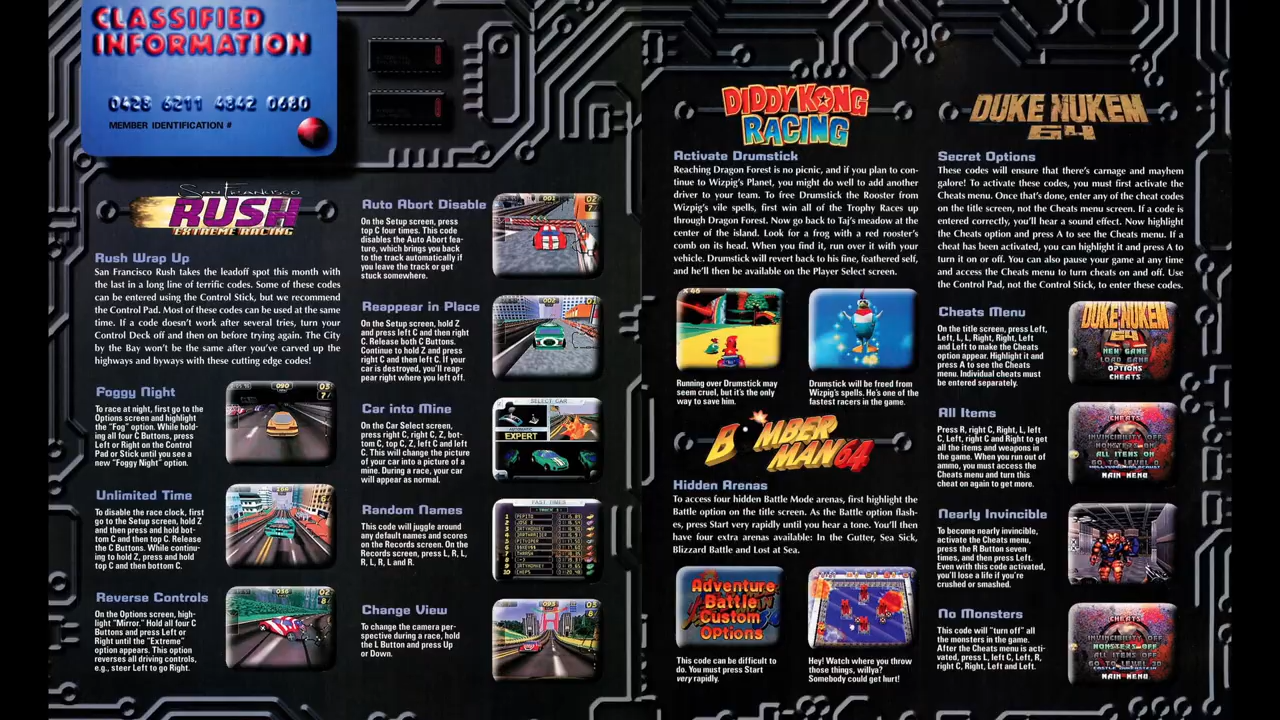 CLASSIFIED
INFORMATION
0428 6211 4842 0680
MEMBER IDENTIFICATION #
San Francisco
RUSH
EXTREME RACING
Rush Wrap Up
San Francisco Rush takes the leadoff spot this month with
the last in a long line of terrific codes. Some of these codes
can be entered using the Control Stick, but we recommend
the Control Pad. Most of these codes can be used at the same
time. If a code doesn't work after several tries, turn your
Control Deck off and then on before trying again. The City
by the Bay won't be the same after you've carved up the
highways and byways with these cutting edge codes!
Foggy Night
To race at night, first go to the
Options screen and highlight
the "Fog" option. While hold-
ing all four C Buttons, press
Left or Right on the Control
Pad or Stick until you see a
new "Foggy Night" option.
Unlimited Time
To disable the race clock, first
go to the Setup screen, hold Z
and then press and hold bot-
tom C and then top C. Release
the C Buttons. While continu-
ing to hold Z, press and hold
top C and then bottom C.
Reverse Controls
On the Options screen, high-
light "Mirror." Hold all four C
Buttons and press Left or
Right until the "Extreme"
option appears. This option
reverses all driving controls,
e.g., steer Left to go Right.
Auto Abort Disable
On the Setup screen, press
top C four times. This code
disables the Auto Abort fea-
ture, which brings you back
to the track automatically if
you leave the track or get
stuck somewhere.
Reappear in Place
On the Setup screen, hold Z
and press left C and then right
C. Release both C Buttons.
Continue to hold Z and press
right C and then left C. If your
car is destroyed, you'll reap-
pear right where you left off.
Car into Mine
On the Car Select screen,
press right C, right C, Z, bot-
tom C, top C, Z, left C and left
C. This will change the picture
of your car into a picture of a
mine. During a race, your car
will appear as normal.
SELECT CAR
AUTOMATIC
EXPERT
Random Names
This code will juggle around
any default names and scores
on the Records screen. On the
Records screen, press L, R, L,
R, L, R, L and R.
FAST TIMES
Change View
To change the camera per-
spective during a race, hold
the L Button and press Up
or Down.
DIDDY KONG
RACING
Activate Drumstick
Reaching Dragon Forest is no picnic, and if you plan to con-
tinue to Wizpig's Planet, you might do well to add another
driver to your team. To free Drumstick the Rooster from
Wizpig's vile spells, first win all of the Trophy Races up
through Dragon Forest. Now go back to Taj's meadow at the
center of the island. Look for a frog with a red rooster's
comb on its head. When you find it, run over it with your
vehicle. Drumstick will revert back to his fine, feathered self,
and he'll then be available on the Player Select screen.
Running over Drumstick may
seem cruel, but it's the only
way to save him.
Drumstick will be freed from
Wizpig's spells. He's one of the
fastest racers in the game.
BOMBER
MAN 64
Hidden Arenas
To access four hidden Battle Mode arenas, first highlight the
Battle option on the title screen. As the Battle option flash-
es, press Start very rapidly until you hear a tone. You'll then
have four extra arenas available: In the Gutter, Sea Sick,
Blizzard Battle and Lost at Sea.
Adventure
Battle
Custom
Options
This code can be difficult to
do. You must press Start
very rapidly.
Hey! Watch where you throw
those things, willya?
Somebody could get hurt!
DUKE NUKEM
64
Secret Options
These codes will ensure that there's carnage and mayhem
galore! To activate these codes, you must first activate the
Cheats menu. Once that's done, enter any of the cheat codes
on the title screen, not the Cheats menu screen. If a code is
entered correctly, you'll hear a sound effect. Now highlight
the Cheats option and press A to see the Cheats menu. If a
cheat has been activated, you can highlight it and press A to
turn it on or off. You can also pause your game at any time
and access the Cheats menu to turn cheats on and off. Use
the Control Pad, not the Control Stick, to enter these codes.
Cheats Menu
On the title screen, press Left,
Left, L, L, Right, Right, Left
and Left to make the Cheats
option appear. Highlight it and
press A to see the Cheats
menu. Individual cheats must
be entered separately.
DUKE NUKEM
64
NEW GAME
LOAD GAME
OPTIONS
CHEATS
All Items
Press R, right C, Right, L, left
C, Left, right C and Right to get
all the items and weapons in
the game. When you run out of
ammo, you must access the
Cheats menu and turn this
cheat on again to get more.
CHEATS
INVINCIBILITY OFF
MONSTERS ON
ALL ITEMS ON
GO TO LEVEL 0
HOLLYWOOD HOLOCAUST
MAIN MENU
Nearly Invincible
To become nearly invincible,
activate the Cheats menu,
press the R Button seven
times, and then press Left.
Even with this code activated,
you'll lose a life if you're
crushed or smashed.
No Monsters
This code will "turn off" all
the monsters in the game.
After the Cheats menu is acti-
vated, press L, left C, Left, R,
right C, Right, Left and Left.
CHEATS
INVINCIBILITY OFF
MONSTERS OFF
ALL ITEMS OFF
MAIN MENU